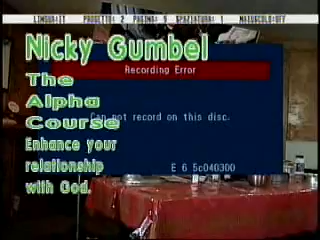 LINGUA:IT PROGETTO: 2 PAGINA: 9 SPAZIATURA: 1 MAIUSCOLO:OFF
Nicky Gumbel
Recording Error
The
Alpha
Can not record on this disc.
Course
Enhance your
relationship
E 6 5c040300
with God.